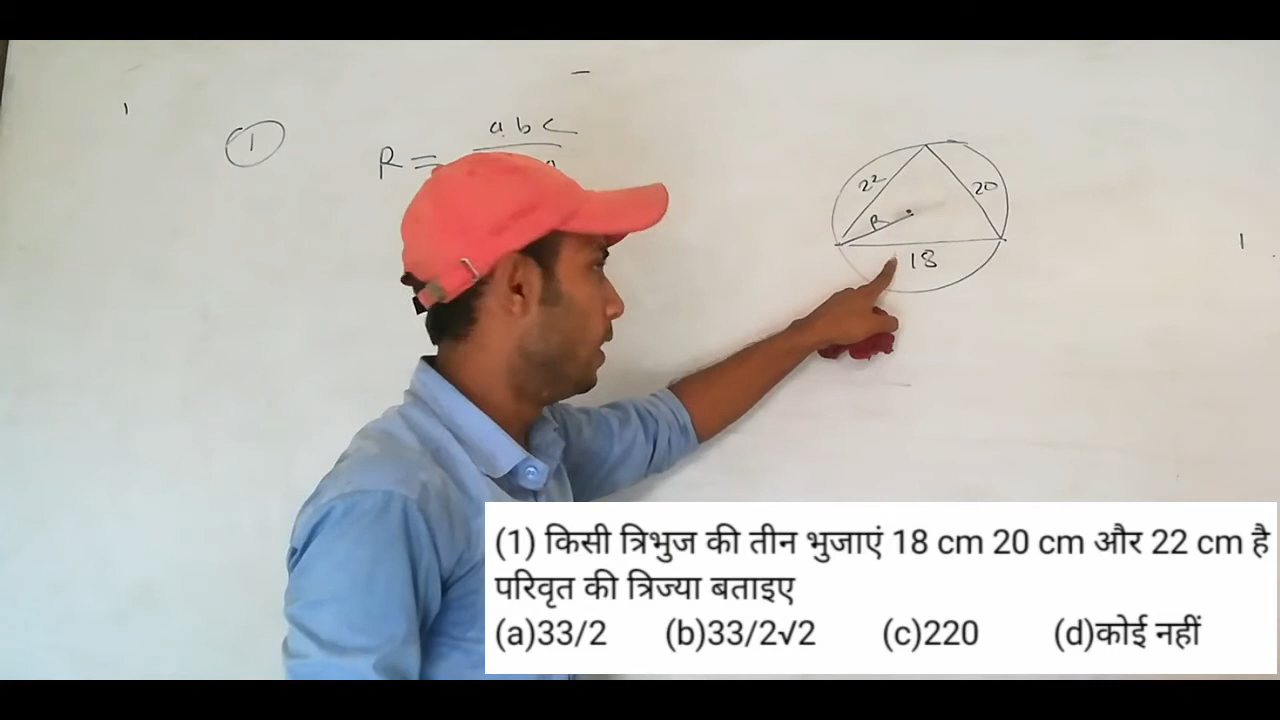 1
R = abc
22
20
R
18
(1) किसी त्रिभुज की तीन भुजाएं 18 cm 20 cm और 22 cm है
परिवृत की त्रिज्या बताइए
(a)33/2 (b)33/2√2 (c)220 (d)कोई नहीं